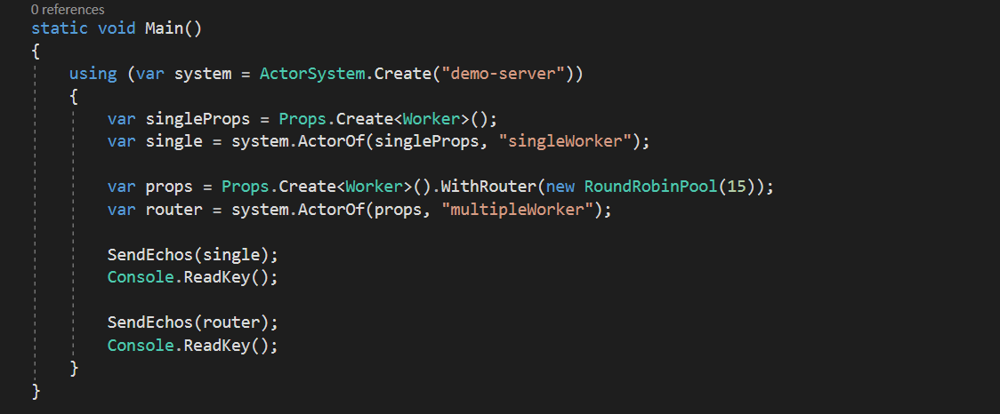 0 references
static void Main()
{
using (var system = ActorSystem.Create("demo-server"))
{
var singleProps = Props.Create<Worker>();
var single = system.ActorOf(singleProps, "singleWorker");
var props = Props.Create<Worker>().WithRouter(new RoundRobinPool(15));
var router = system.ActorOf(props, "multipleWorker");
SendEchos(single);
Console.ReadKey();
SendEchos(router);
Console.ReadKey();
}
}